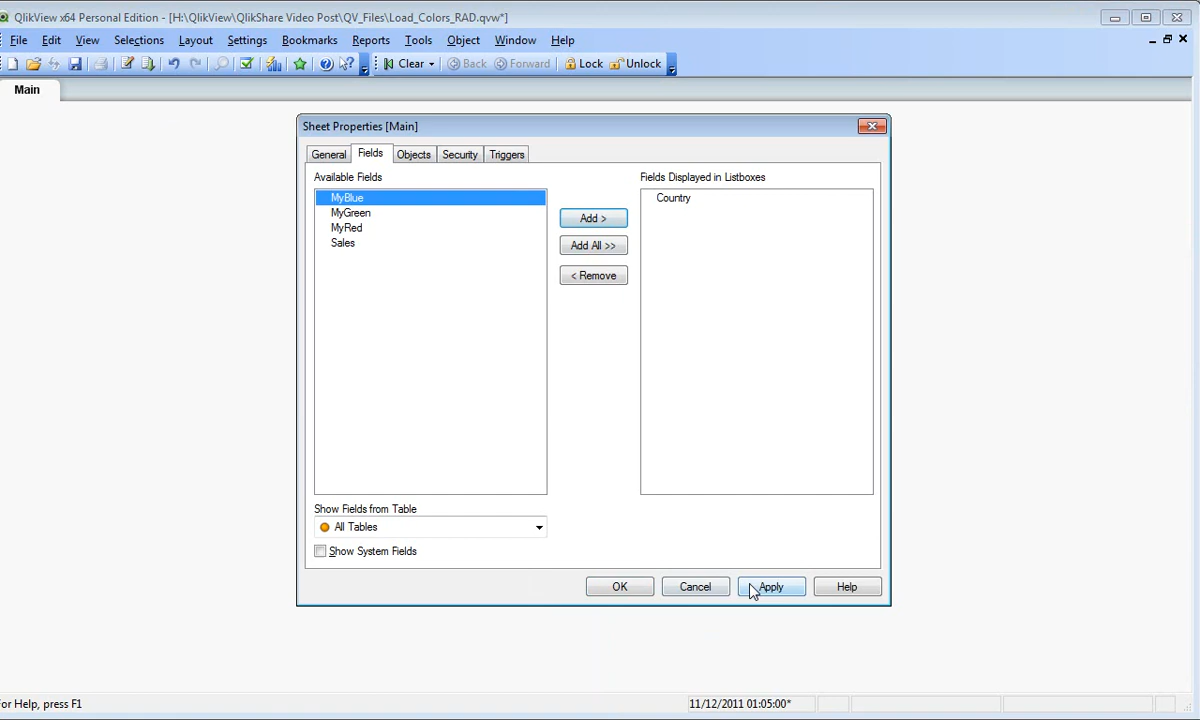 QlikView x64 Personal Edition - [H:\QlikView\QlikShare Video Post\QV_Files\Load_Colors_RAD.qvw*]
File Edit View Selections Layout Settings Bookmarks Reports Tools Object Window Help
Clear Back Forward Lock Unlock
Main
Sheet Properties [Main]
General Fields Objects Security Triggers
Available Fields
Fields Displayed in Listboxes
MyBlue
MyGreen
MyRed
Sales
Add >
Add All >>
< Remove
Country
Show Fields from Table
All Tables
Show System Fields
OK Cancel Apply Help
or Help, press F1
11/12/2011 01:05:00*